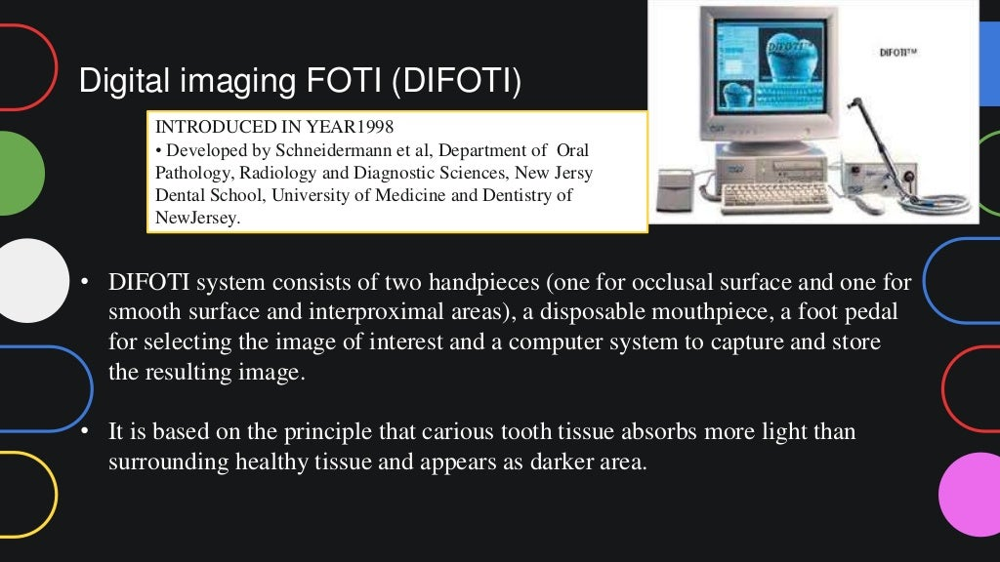 DIFOTI™
DIFOTI™
Digital imaging FOTI (DIFOTI)
INTRODUCED IN YEAR1998
• Developed by Schneidermann et al, Department of Oral
Pathology, Radiology and Diagnostic Sciences, New Jersy
Dental School, University of Medicine and Dentistry of
NewJersey.
• DIFOTI system consists of two handpieces (one for occlusal surface and one for
smooth surface and interproximal areas), a disposable mouthpiece, a foot pedal
for selecting the image of interest and a computer system to capture and store
the resulting image.
• It is based on the principle that carious tooth tissue absorbs more light than
surrounding healthy tissue and appears as darker area.